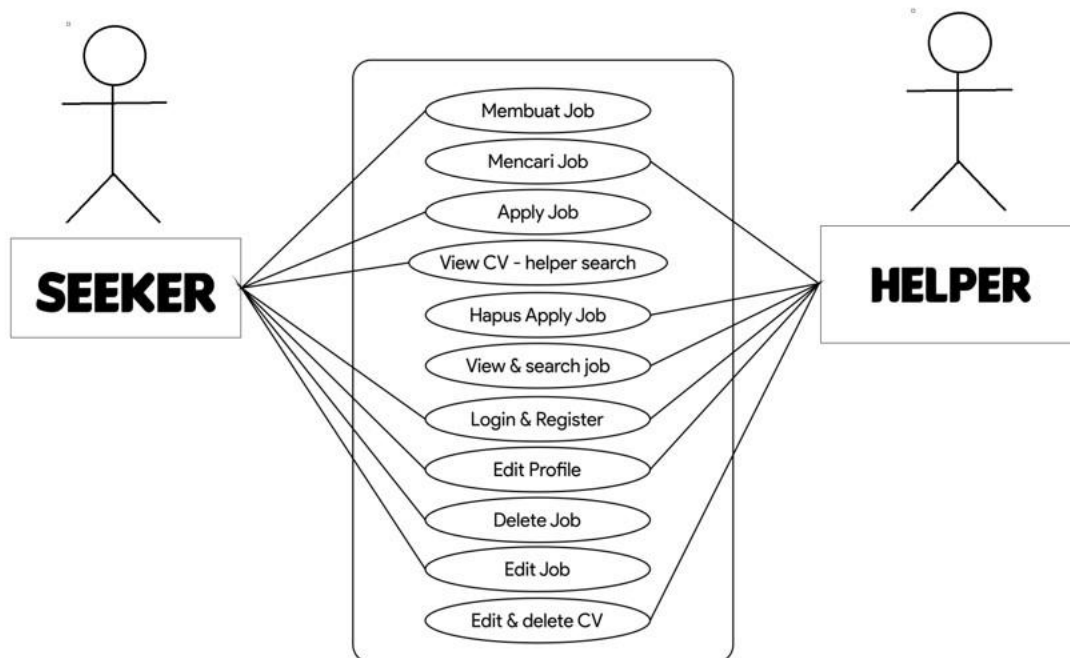 SEEKER
Membuat Job
Mencari Job
Apply Job
View CV - helper search
Hapus Apply Job
View & search job
Login & Register
Edit Profile
Delete Job
Edit Job
Edit & delete CV
HELPER